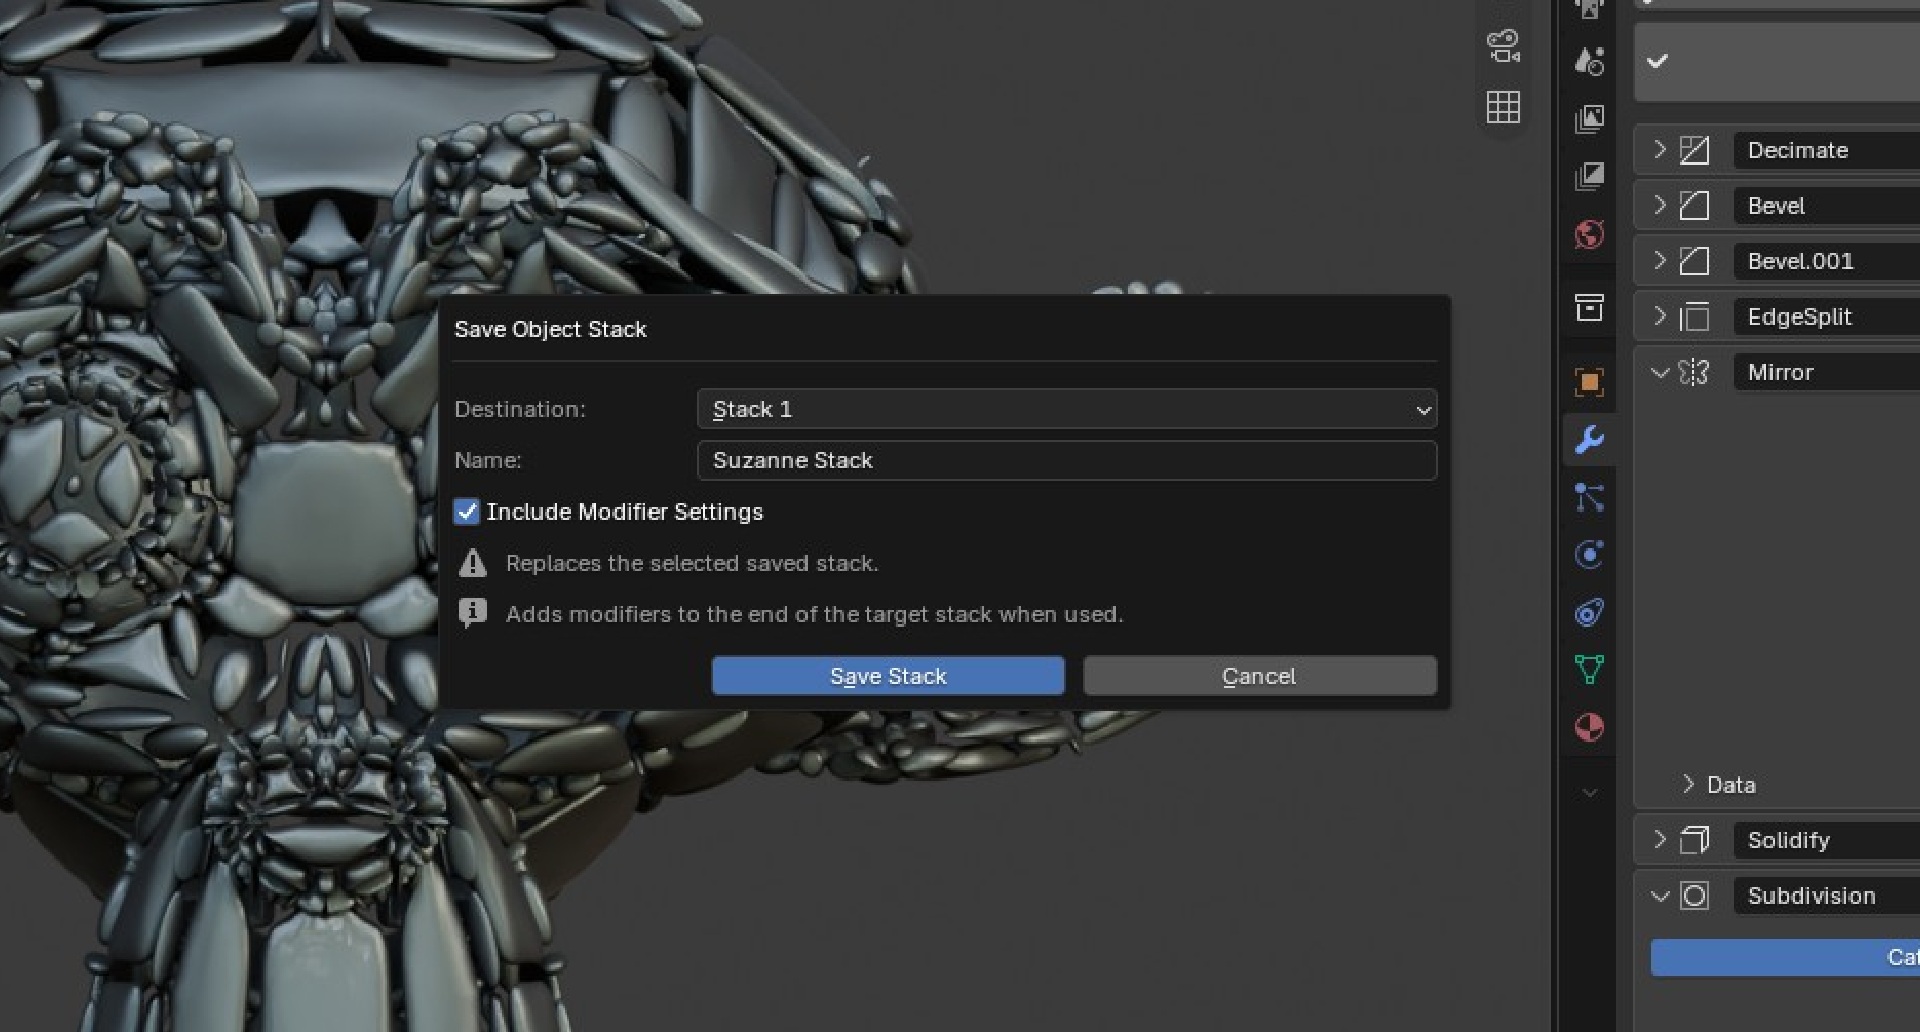 Save Object Stack
Destination:
Stack 1
Name:
Suzanne Stack
Include Modifier Settings
Replaces the selected saved stack.
Adds modifiers to the end of the target stack when used.
Save Stack
Cancel
Decimate
Bevel
Bevel.001
EdgeSplit
Mirror
Data
Solidify
Subdivision